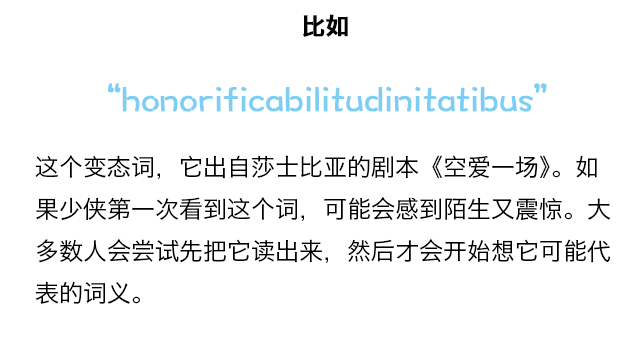 比如
“honorificabilitudinitatibus”
这个变态词，它出自莎士比亚的剧本《空爱一场》。如
果少侠第一次看到这个词，可能会感到陌生又震惊。大
多数人会尝试先把它读出来，然后才会开始想它可能代
表的词义。